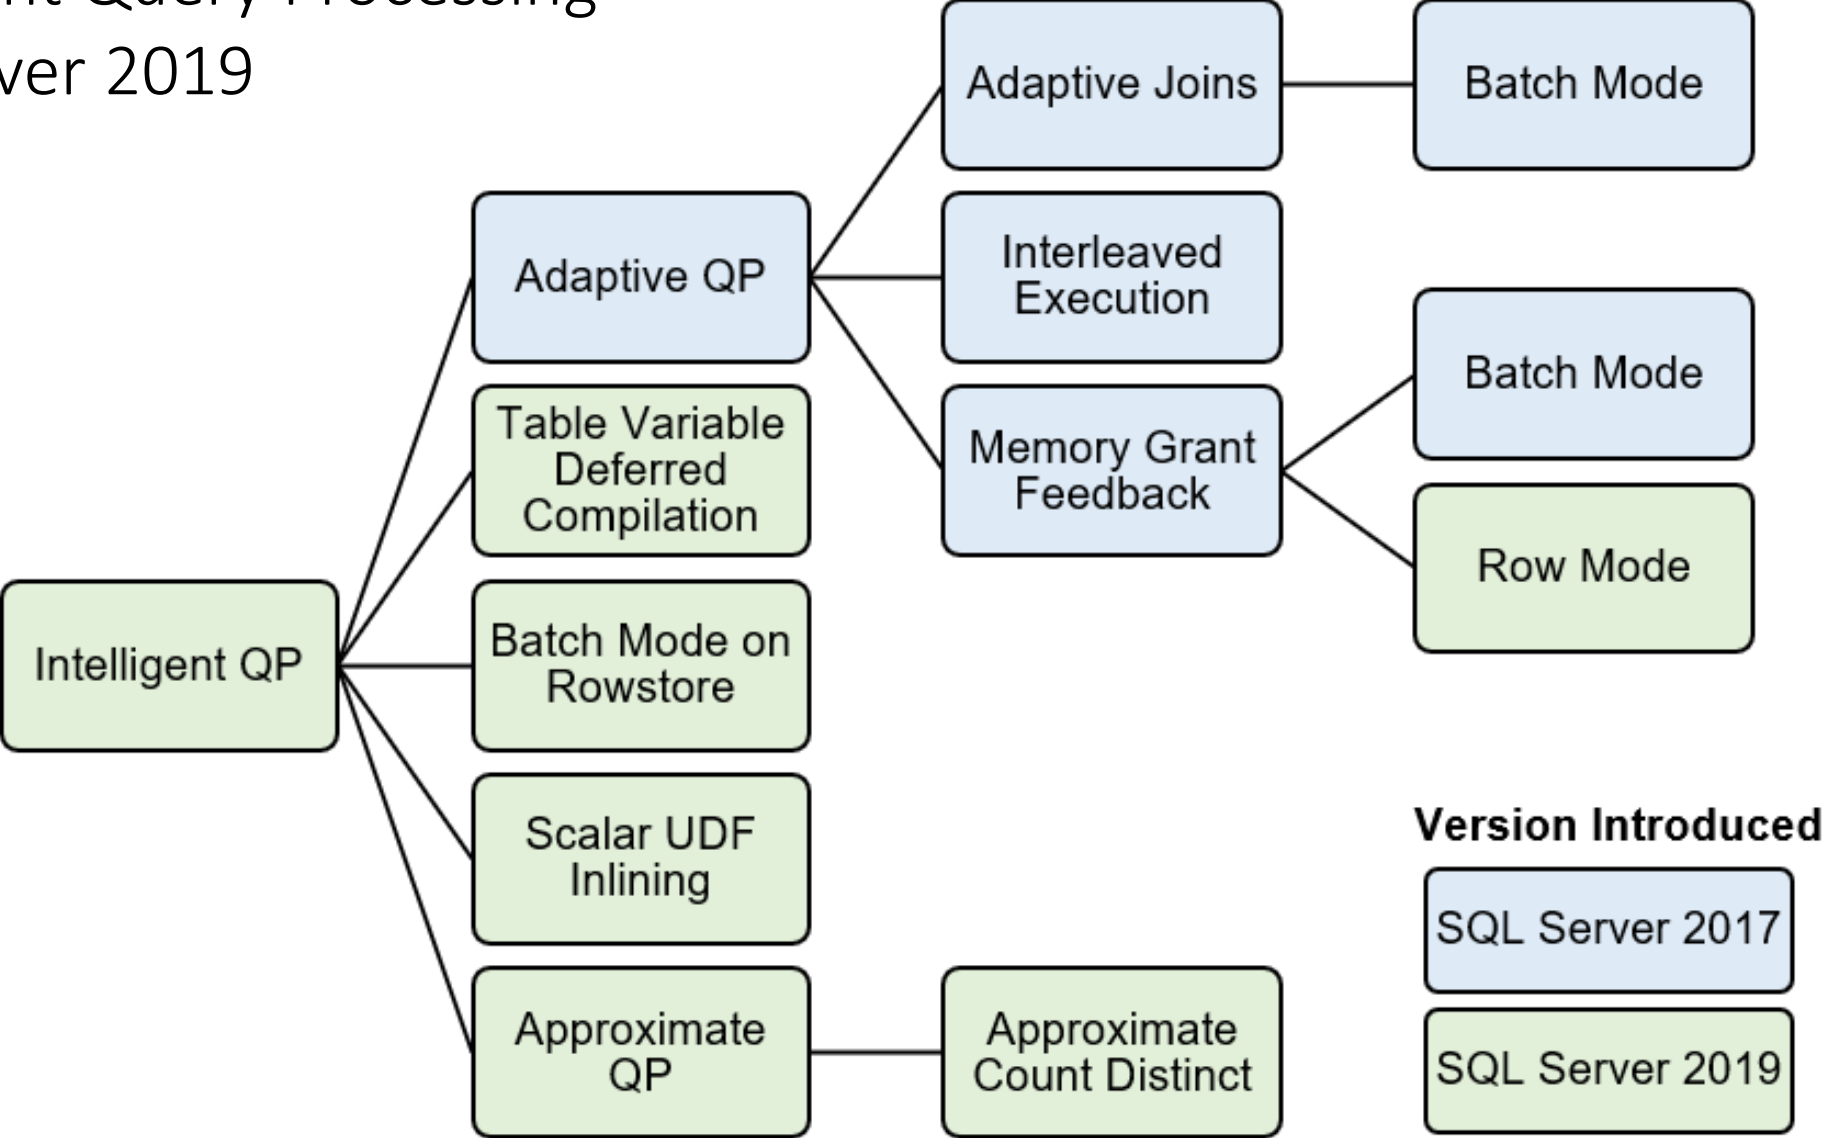 Query Processing
2019
Adaptive Joins
Batch Mode
Adaptive QP
Interleaved
Execution
Batch Mode
Table Variable
Deferred
Compilation
Memory Grant
Feedback
Row Mode
Intelligent QP
Batch Mode on
Rowstore
Scalar UDF
Inlining
Approximate
QP
Approximate
Count Distinct
Version Introduced
SQL Server 2017
SQL Server 2019